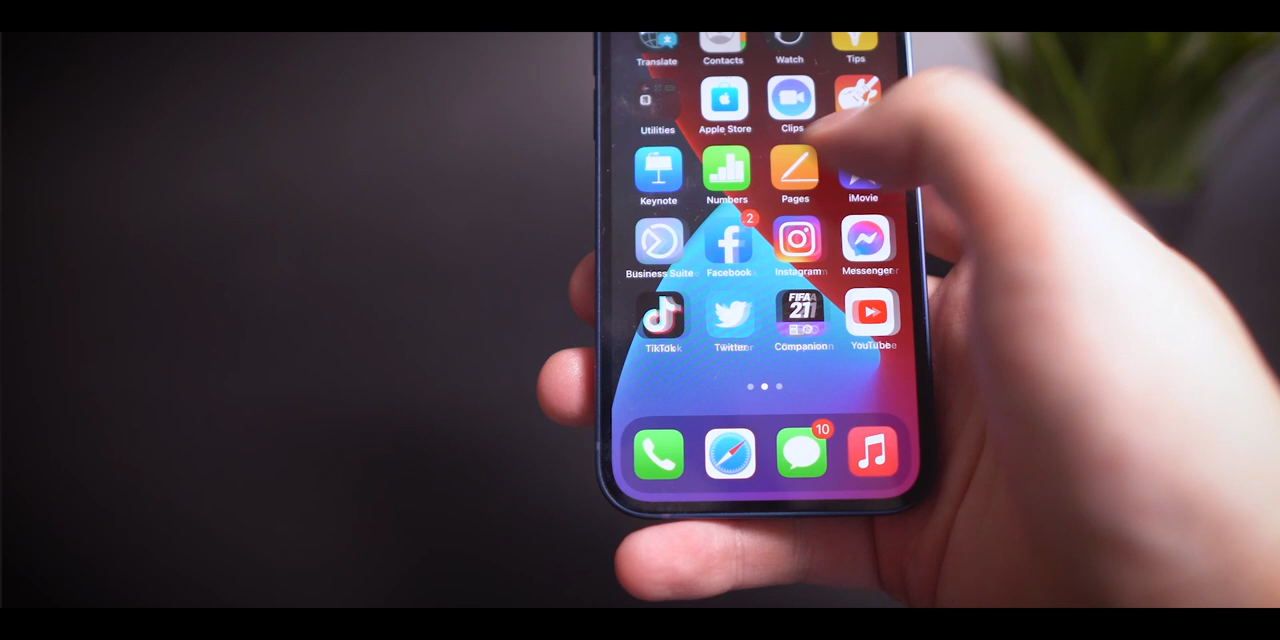 Translate Contacts Watch Tips
Utilities Apple Store Clips
Keynote Numbers Pages iMovie
2
Business Suite Facebook Instagram Messenger
FIFA
21
TikTok Twitter Companion YouTube
10